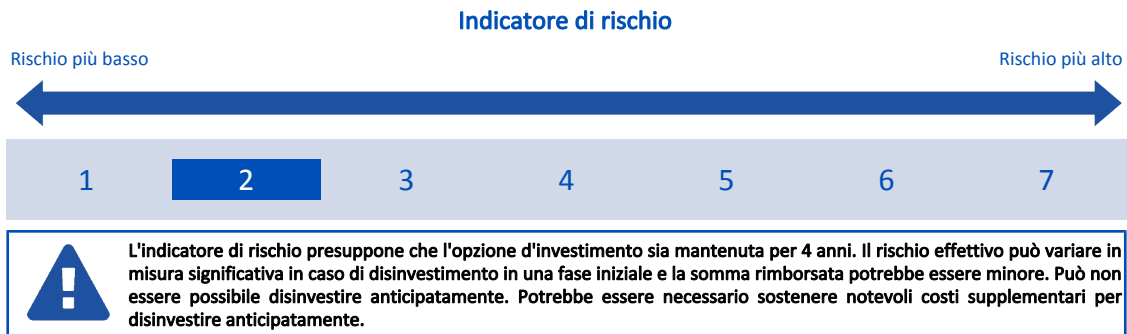 Indicatore di rischio
Rischio più basso
Rischio più alto
1 2 3 4 5 6 7
L'indicatore di rischio presuppone che l'opzione d'investimento sia mantenuta per 4 anni. Il rischio effettivo può variare in
misura significativa in caso di disinvestimento in una fase iniziale e la somma rimborsata potrebbe essere minore. Può non
essere possibile disinvestire anticipatamente. Potrebbe essere necessario sostenere notevoli costi supplementari per
disinvestire anticipatamente.